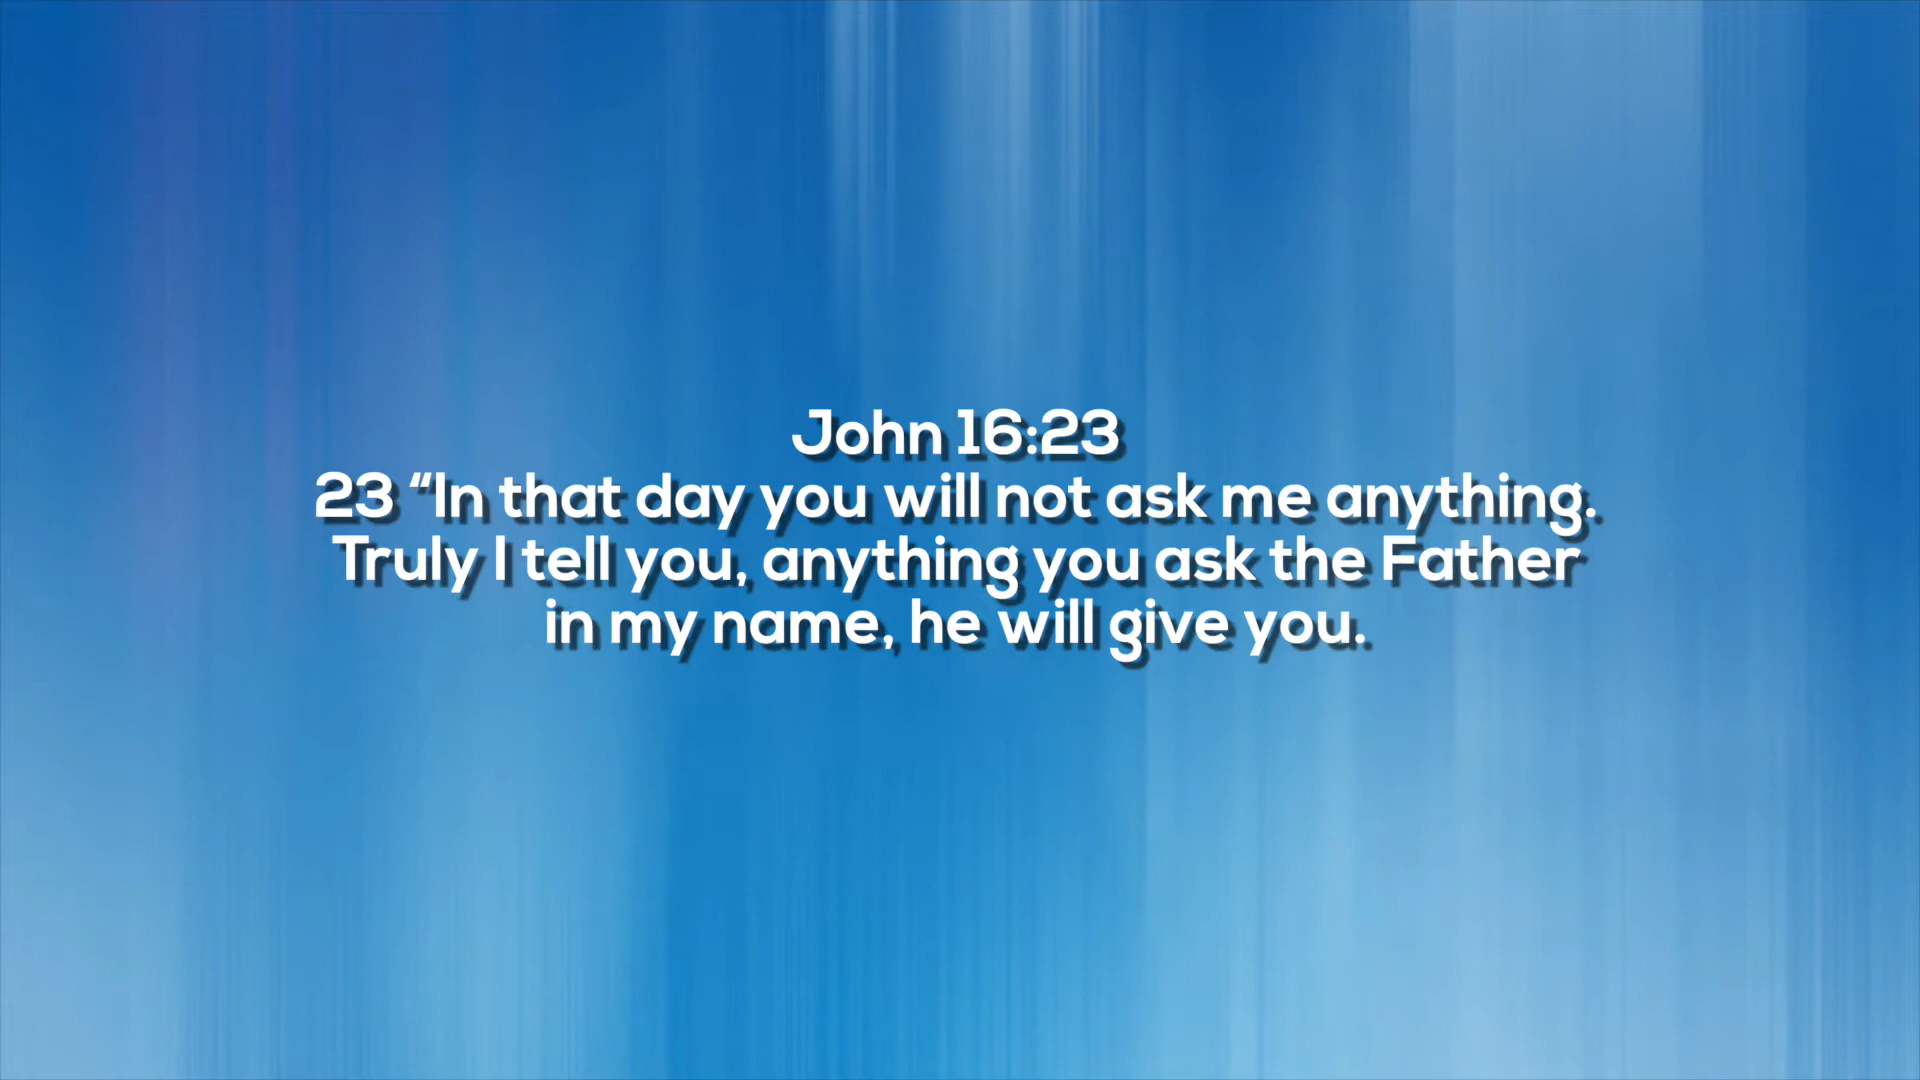 John 16:23
23 “In that day you will not ask me anything.
Truly I tell you, anything you ask the Father
in my name, he will give you.